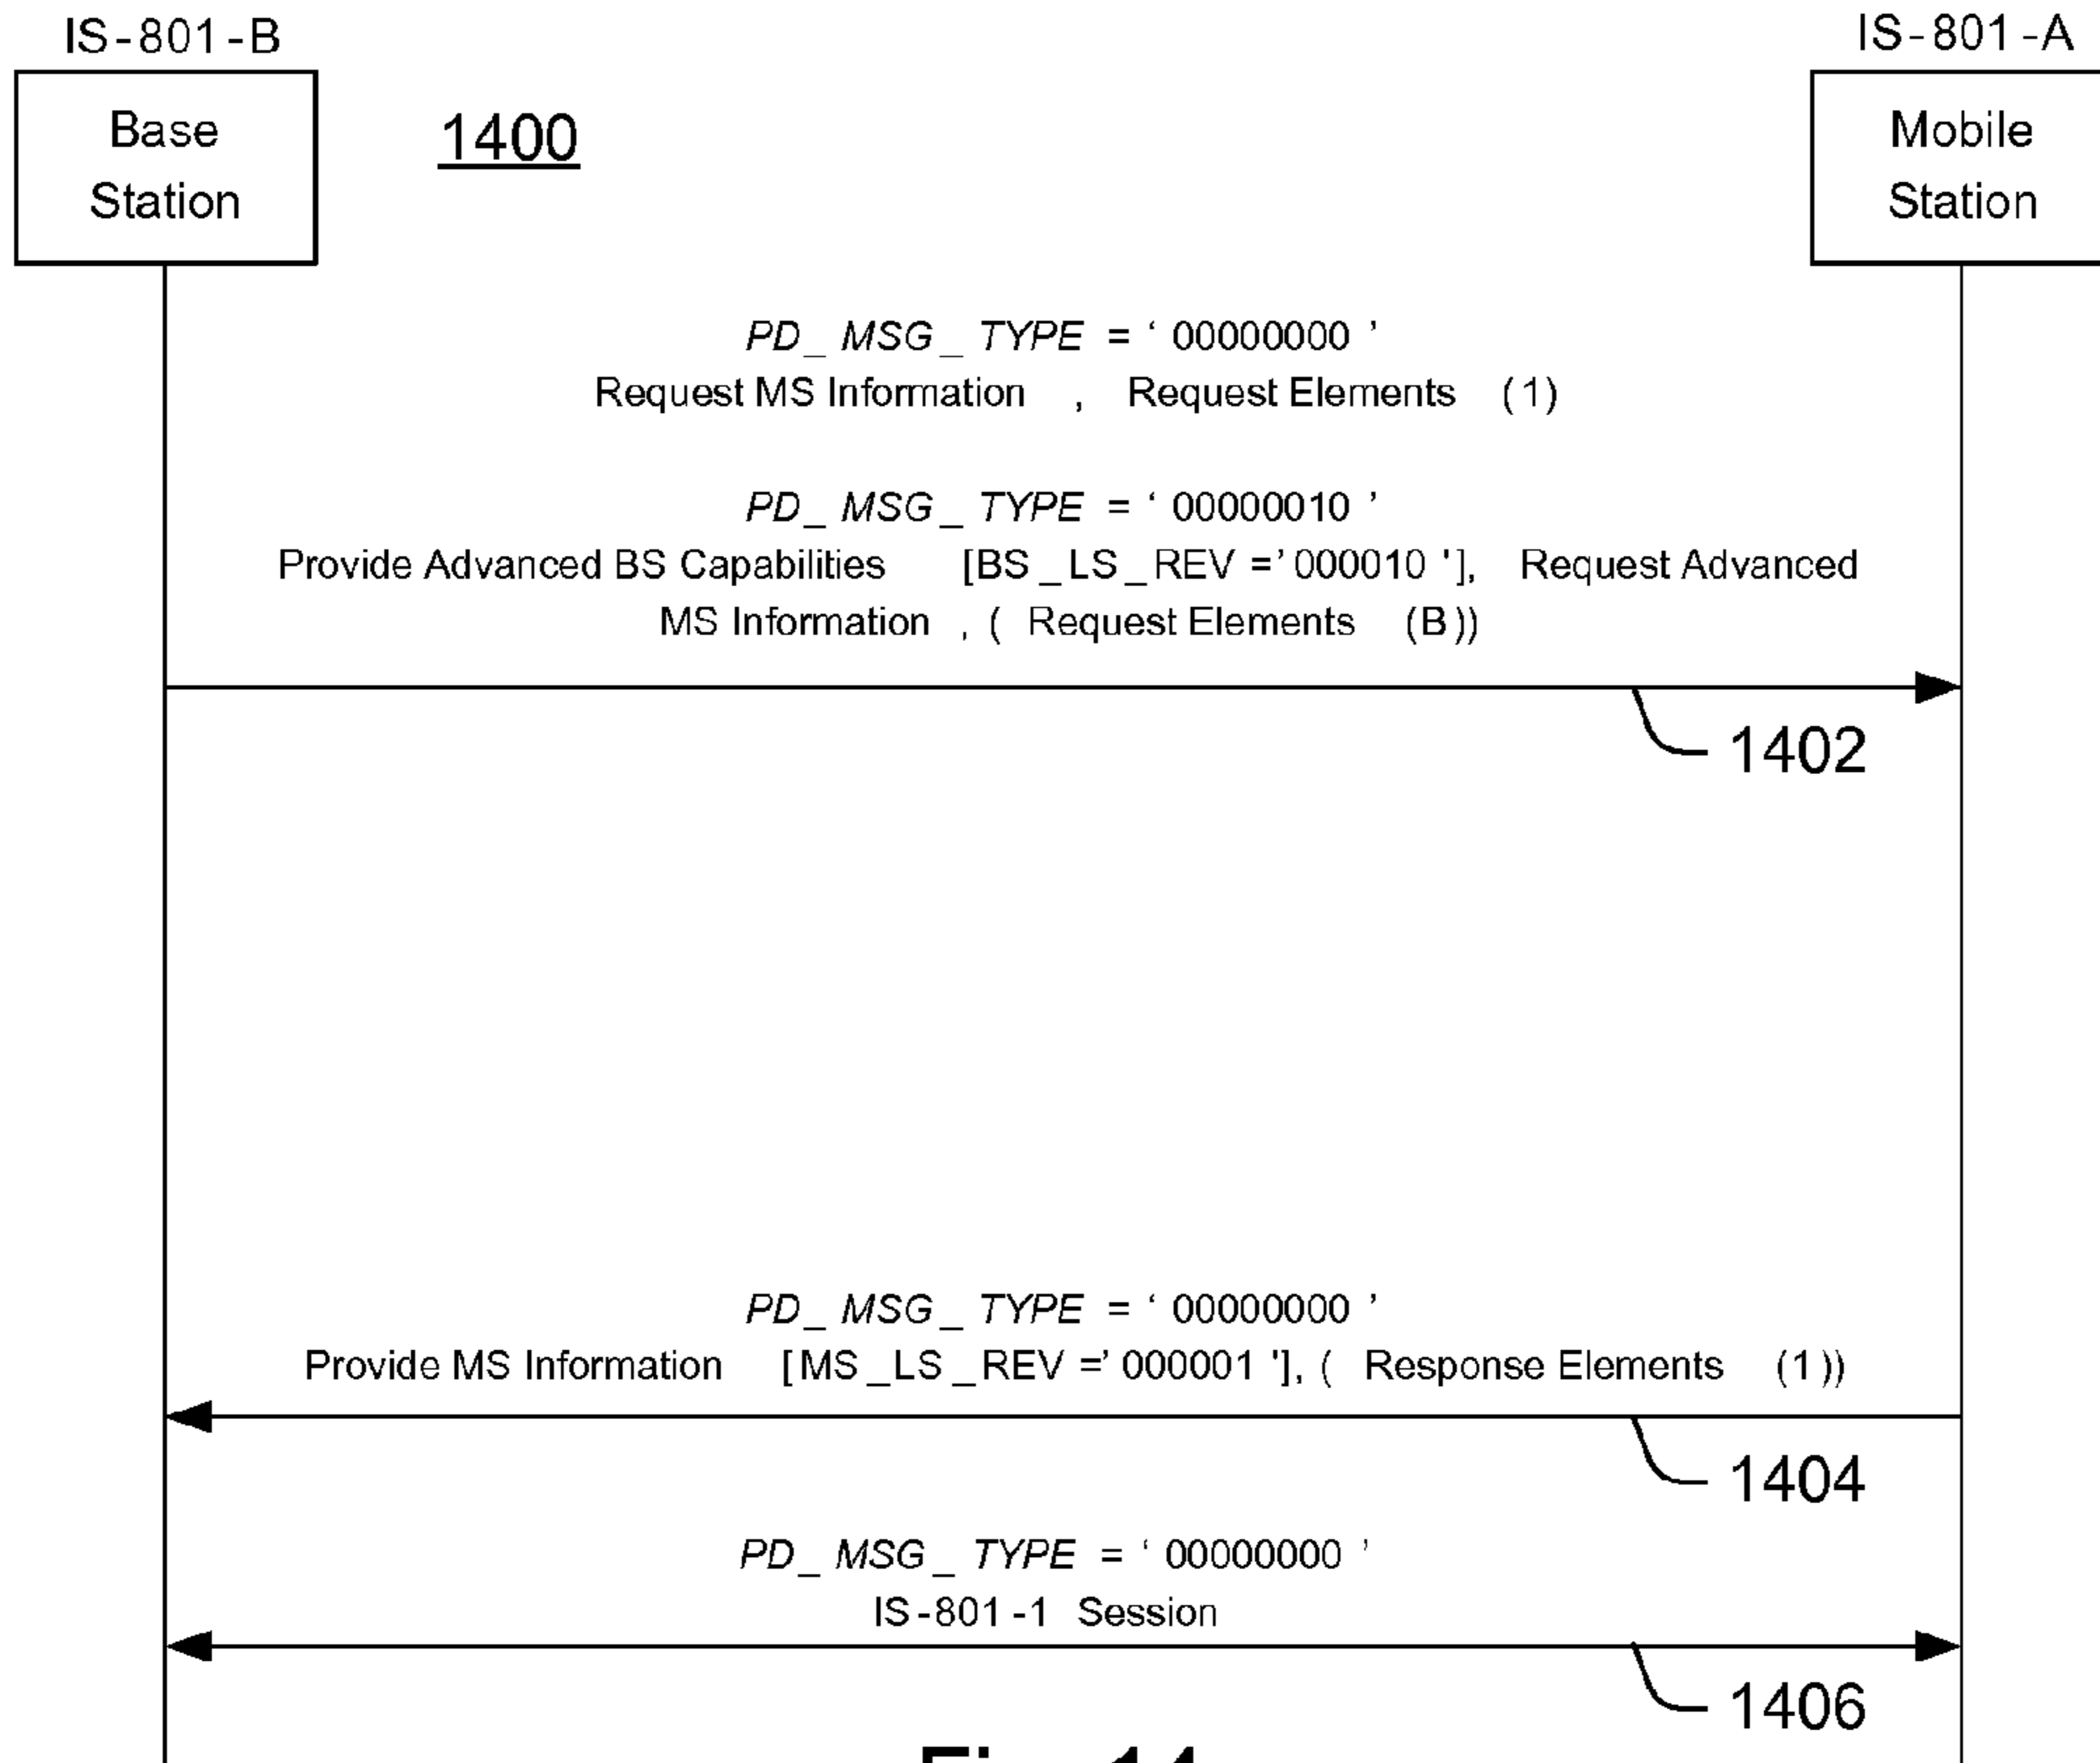 IS-801-B
IS-801-A
Base
Station
1400
Mobile
Station
PD_MSG_TYPE = ‘ 00000000 ’
Request MS Information , Request Elements (1)
PD_MSG_TYPE = ‘ 00000010 ’
Provide Advanced BS Capabilities [BS_LS_REV =’ 000010 '], Request Advanced
MS Information , ( Request Elements (B))
1402
PD_MSG_TYPE = ‘ 00000000 ’
Provide MS Information [MS_LS_REV =’ 000001 '], ( Response Elements (1))
1404
PD_MSG_TYPE = ‘ 00000000 ’
IS-801-1 Session
1406